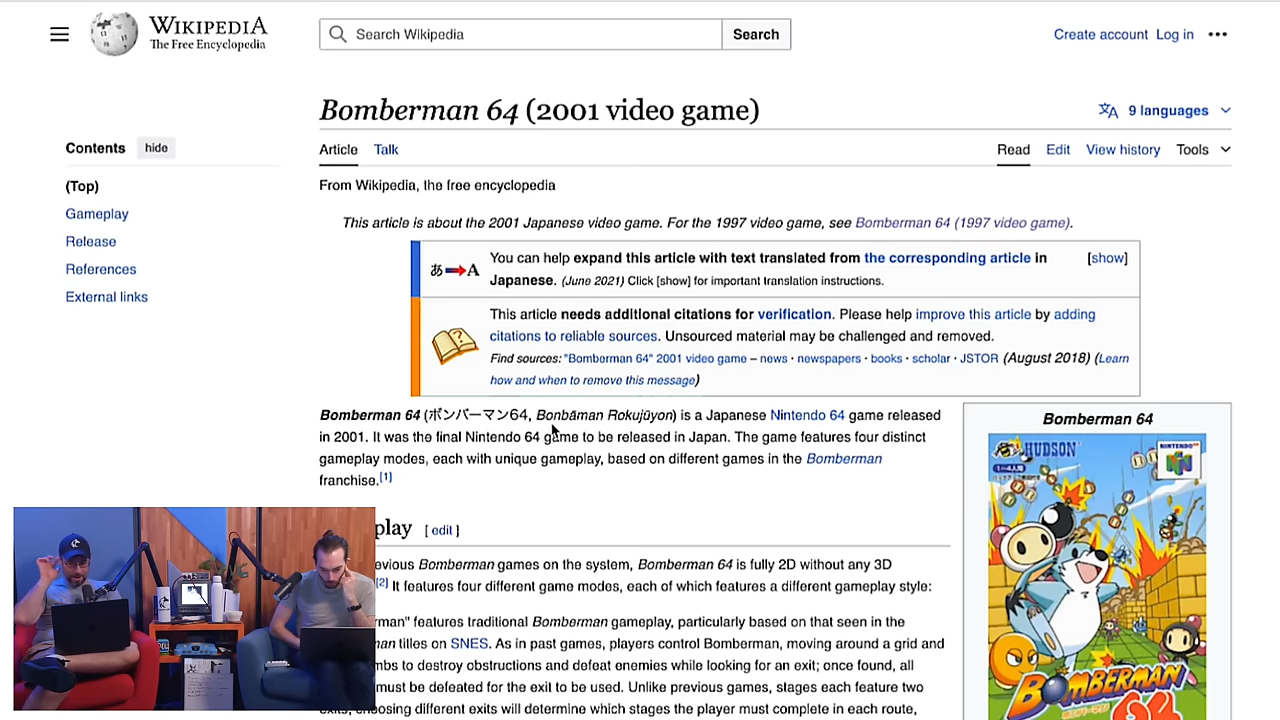 WIKIPEDIA
The Free Encyclopedia
Search Wikipedia
Search
Create account Log in
Contents hide
(Top)
Gameplay
Release
References
External links
Bomberman 64 (2001 video game)
9 languages
Article Talk
Read Edit View history Tools
From Wikipedia, the free encyclopedia
This article is about the 2001 Japanese video game. For the 1997 video game, see Bomberman 64 (1997 video game).
あ A
You can help expand this article with text translated from the corresponding article in [show]
Japanese. (June 2021) Click [show] for important translation instructions.
This article needs additional citations for verification. Please help improve this article by adding
citations to reliable sources. Unsourced material may be challenged and removed.
Find sources: "Bomberman 64" 2001 video game – news · newspapers · books · scholar · JSTOR (August 2018) (Learn
how and when to remove this message)
Bomberman 64 (ボンバーマン64, Bonbāman Rokujūyon) is a Japanese Nintendo 64 game released
in 2001. It was the final Nintendo 64 game to be released in Japan. The game features four distinct
gameplay modes, each with unique gameplay, based on different games in the Bomberman
franchise.[1]
play [ edit ]
evious Bomberman games on the system, Bomberman 64 is fully 2D without any 3D
[2] It features four different game modes, each of which features a different gameplay style:
rman" features traditional Bomberman gameplay, particularly based on that seen in the
nan titles on SNES. As in past games, players control Bomberman, moving around a grid and
mbs to destroy obstructions and defeat enemies while looking for an exit; once found, all
must be defeated for the exit to be used. Unlike previous games, stages each feature two
exits, choosing different exits will determine which stages the player must complete in each route,
Bomberman 64
HUDSON
NINTENDO64
1~4人用
BOMBERMAN
64